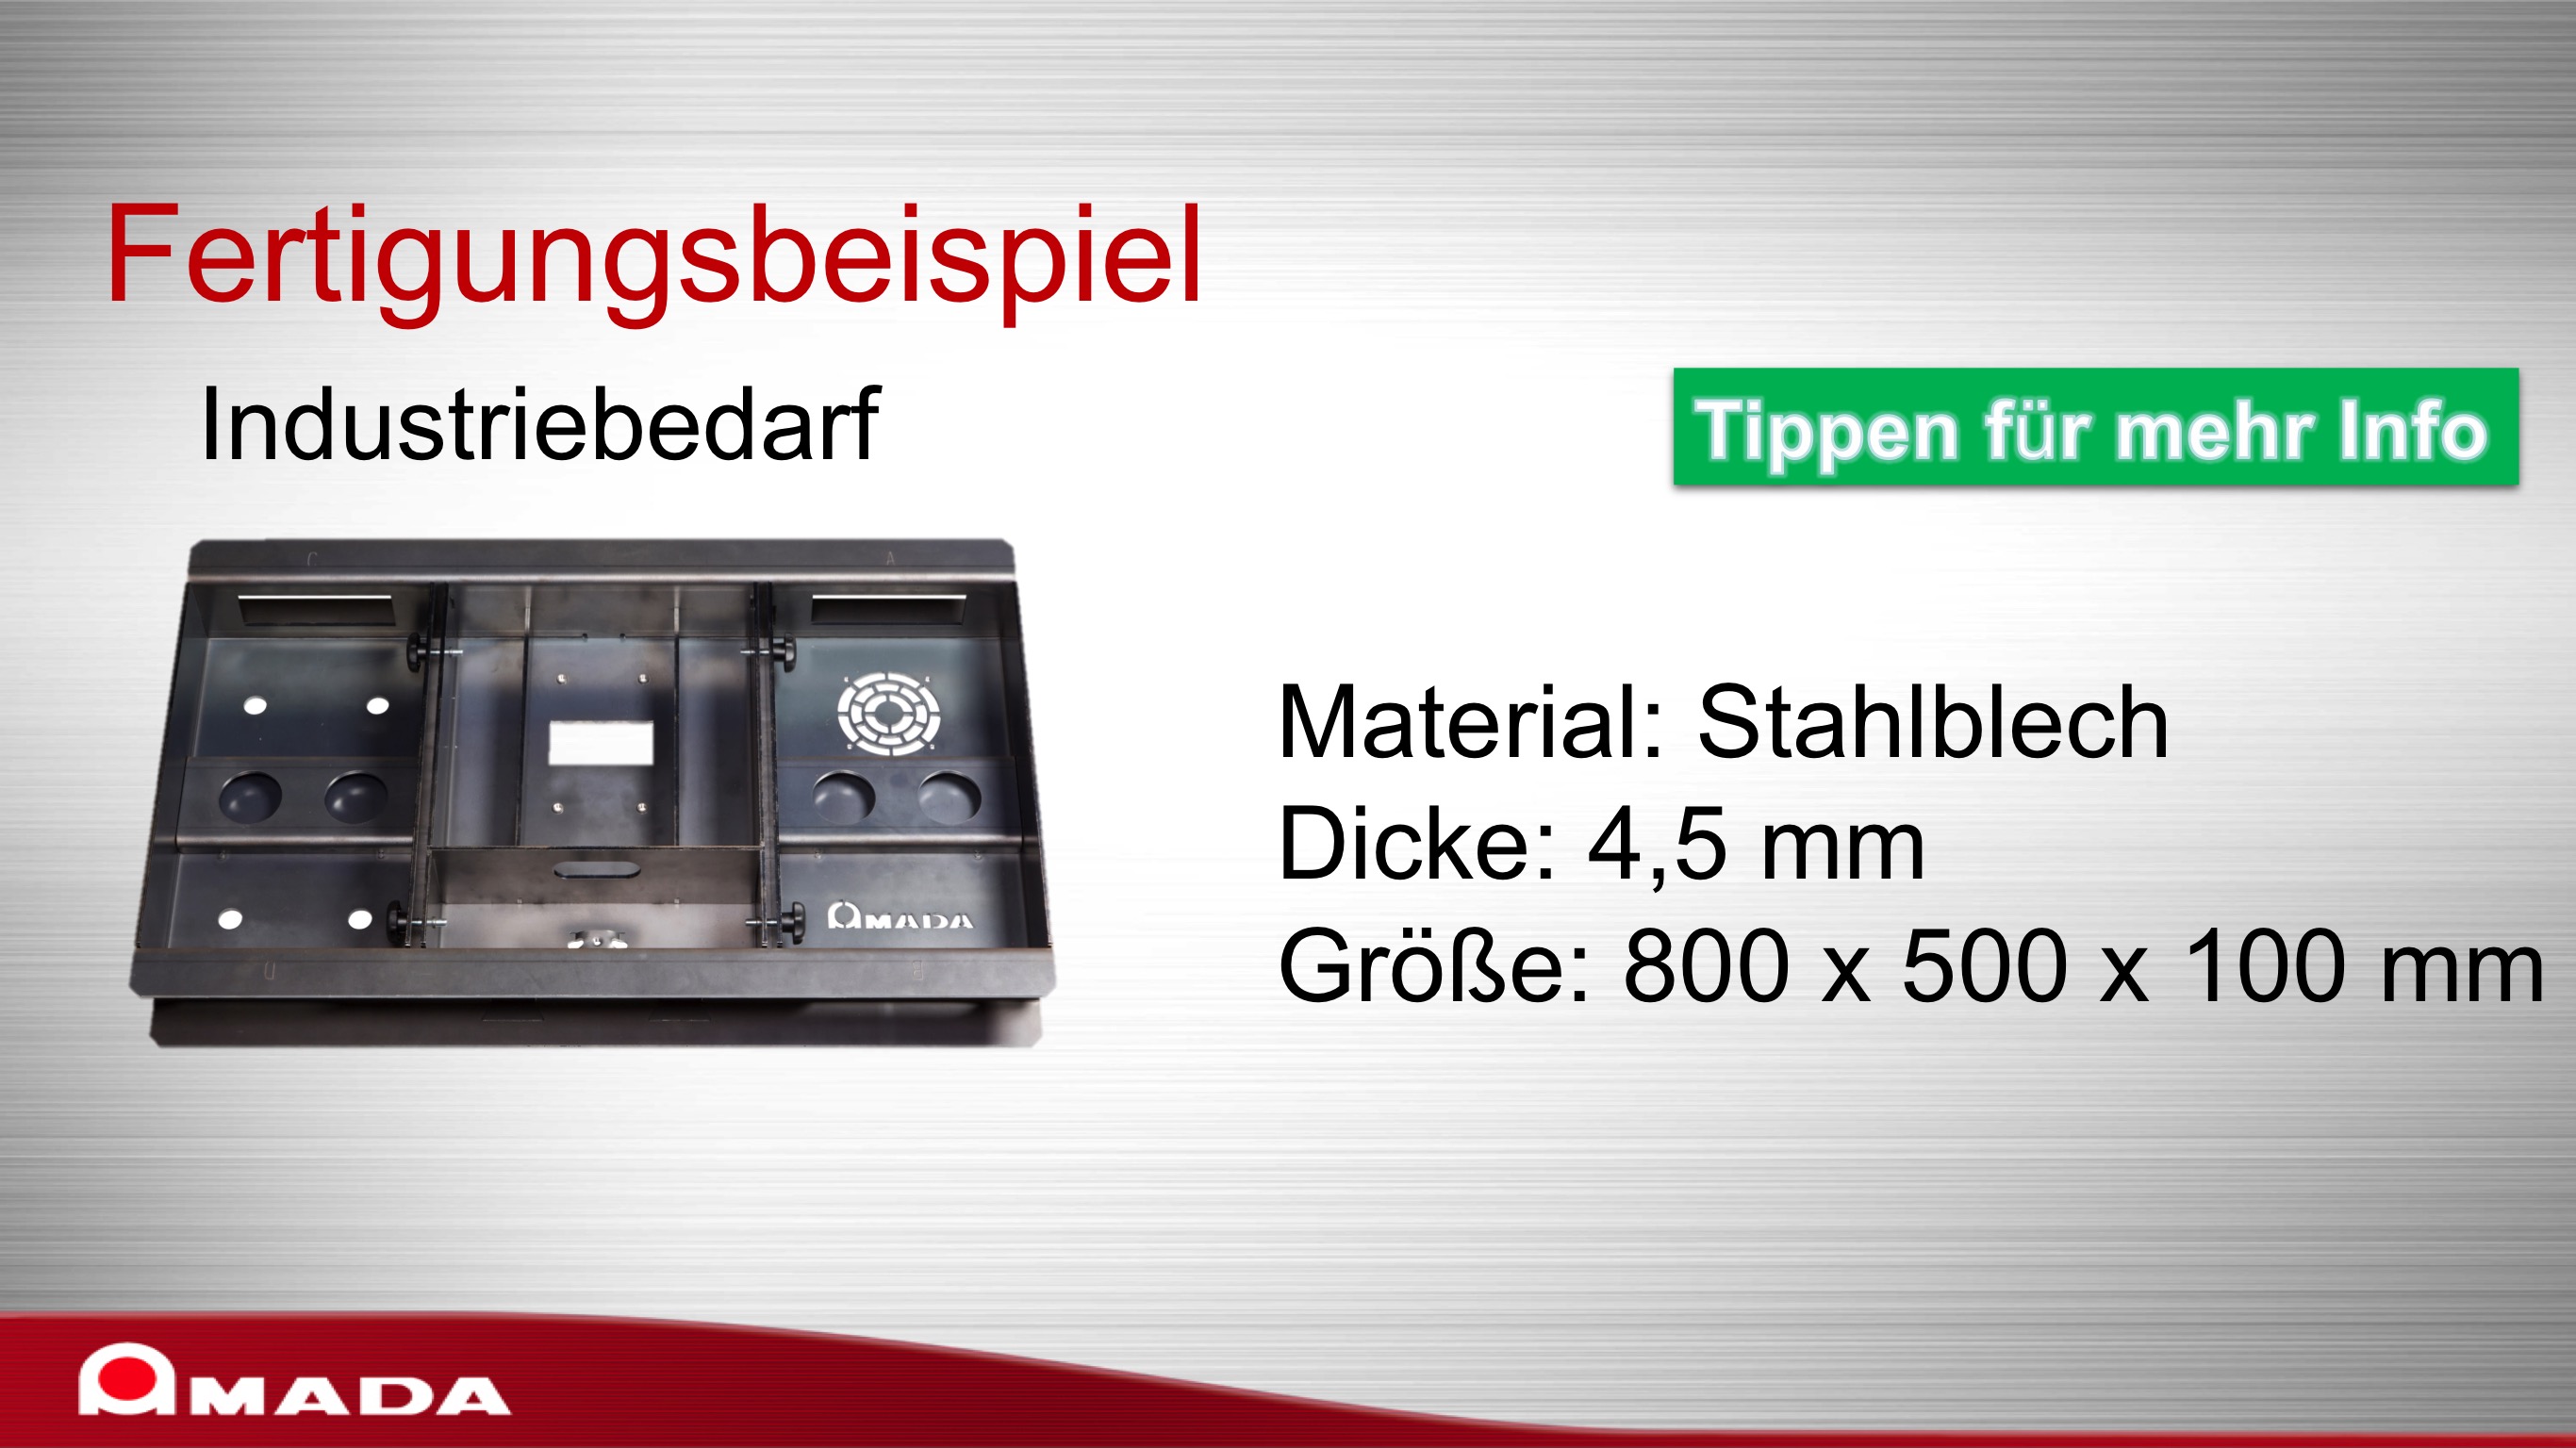 Fertigungsbeispiel
Industriebedarf
Tippen für mehr Info
C
A
AMADA
Material: Stahlblech
Dicke: 4,5 mm
Größe: 800 x 500 x 100 mm
AMADA